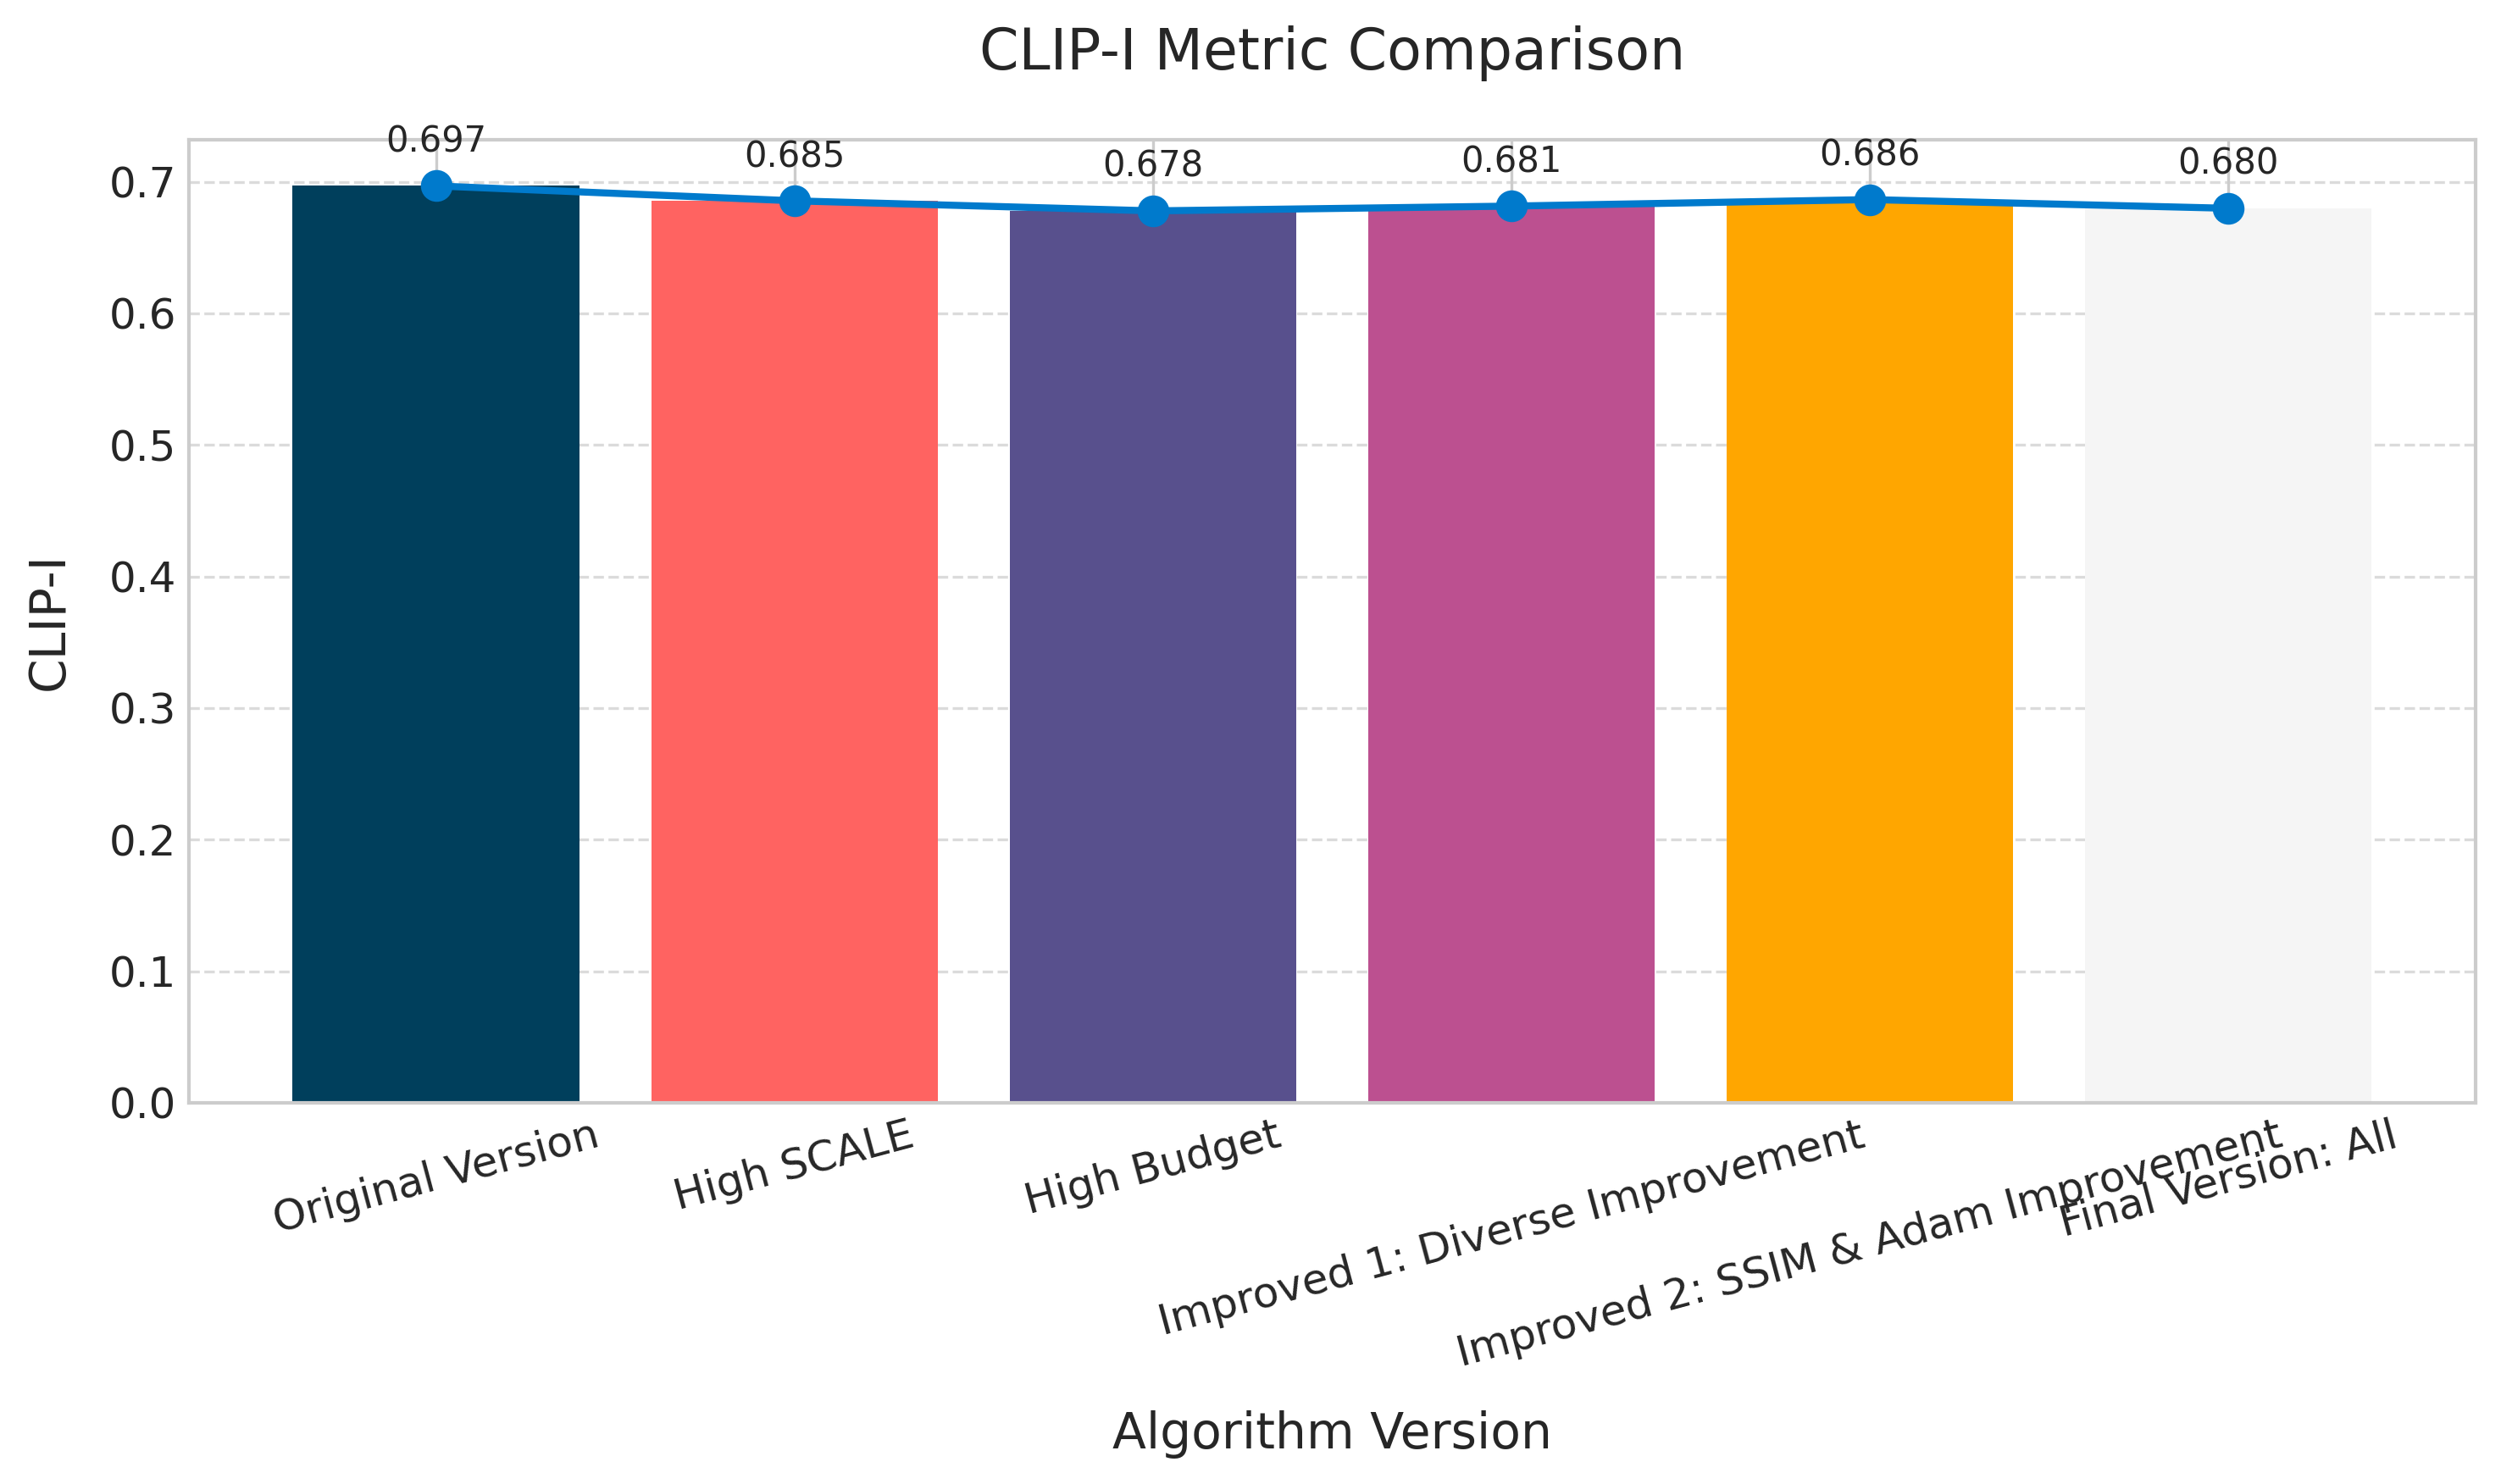 CLIP-I Metric Comparison
0.697
0.685
0.678
0.681
0.686
0.680
0.7
0.6
0.5
0.4
0.3
0.2
0.1
0.0
CLIP-I
Original Version
High SCALE
High Budget
Improved 1: Diverse Improvement
Improved 2: SSIM & Adam Improvement
Final Version: All
Algorithm Version